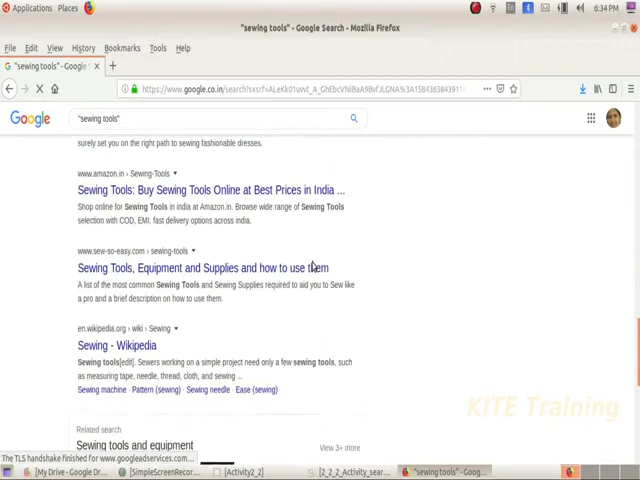 Applications Places
En
6:34 PM
"sewing tools" - Google Search - Mozilla Firefox
File Edit View History Bookmarks Tools Help
"sewing tools" - Google
Google
"sewing tools"
surely set you on the right path to sewing fashionable dresses.
www.amazon.in › Sewing-Tools
Sewing Tools: Buy Sewing Tools Online at Best Prices in India ...
Shop online for Sewing Tools in india at Amazon.in. Browse wide range of Sewing Tools
selection with COD, EMI, fast delivery options across india.
www.sew-so-easy.com › sewing-tools
Sewing Tools, Equipment and Supplies and how to use them
A list of the most common Sewing Tools and Sewing Supplies required to aid you to Sew like
a pro and a brief description on how to use them.
en.wikipedia.org › wiki › Sewing
Sewing - Wikipedia
Sewing tools[edit]. Sewers working on a simple project need only a few sewing tools, such
as measuring tape, needle, thread, cloth, and sewing ...
Sewing machine · Pattern (sewing) · Sewing needle · Ease (sewing)
KITE Training
Related search
Sewing tools and equipment
View 3+ more
The TLS handshake finished for www.googleadservices.com...
[My Drive - Google Dr... [SimpleScreenRecor... [Activity2_2] [2_2_2_Activity_sear... "sewing tools" - Goog...